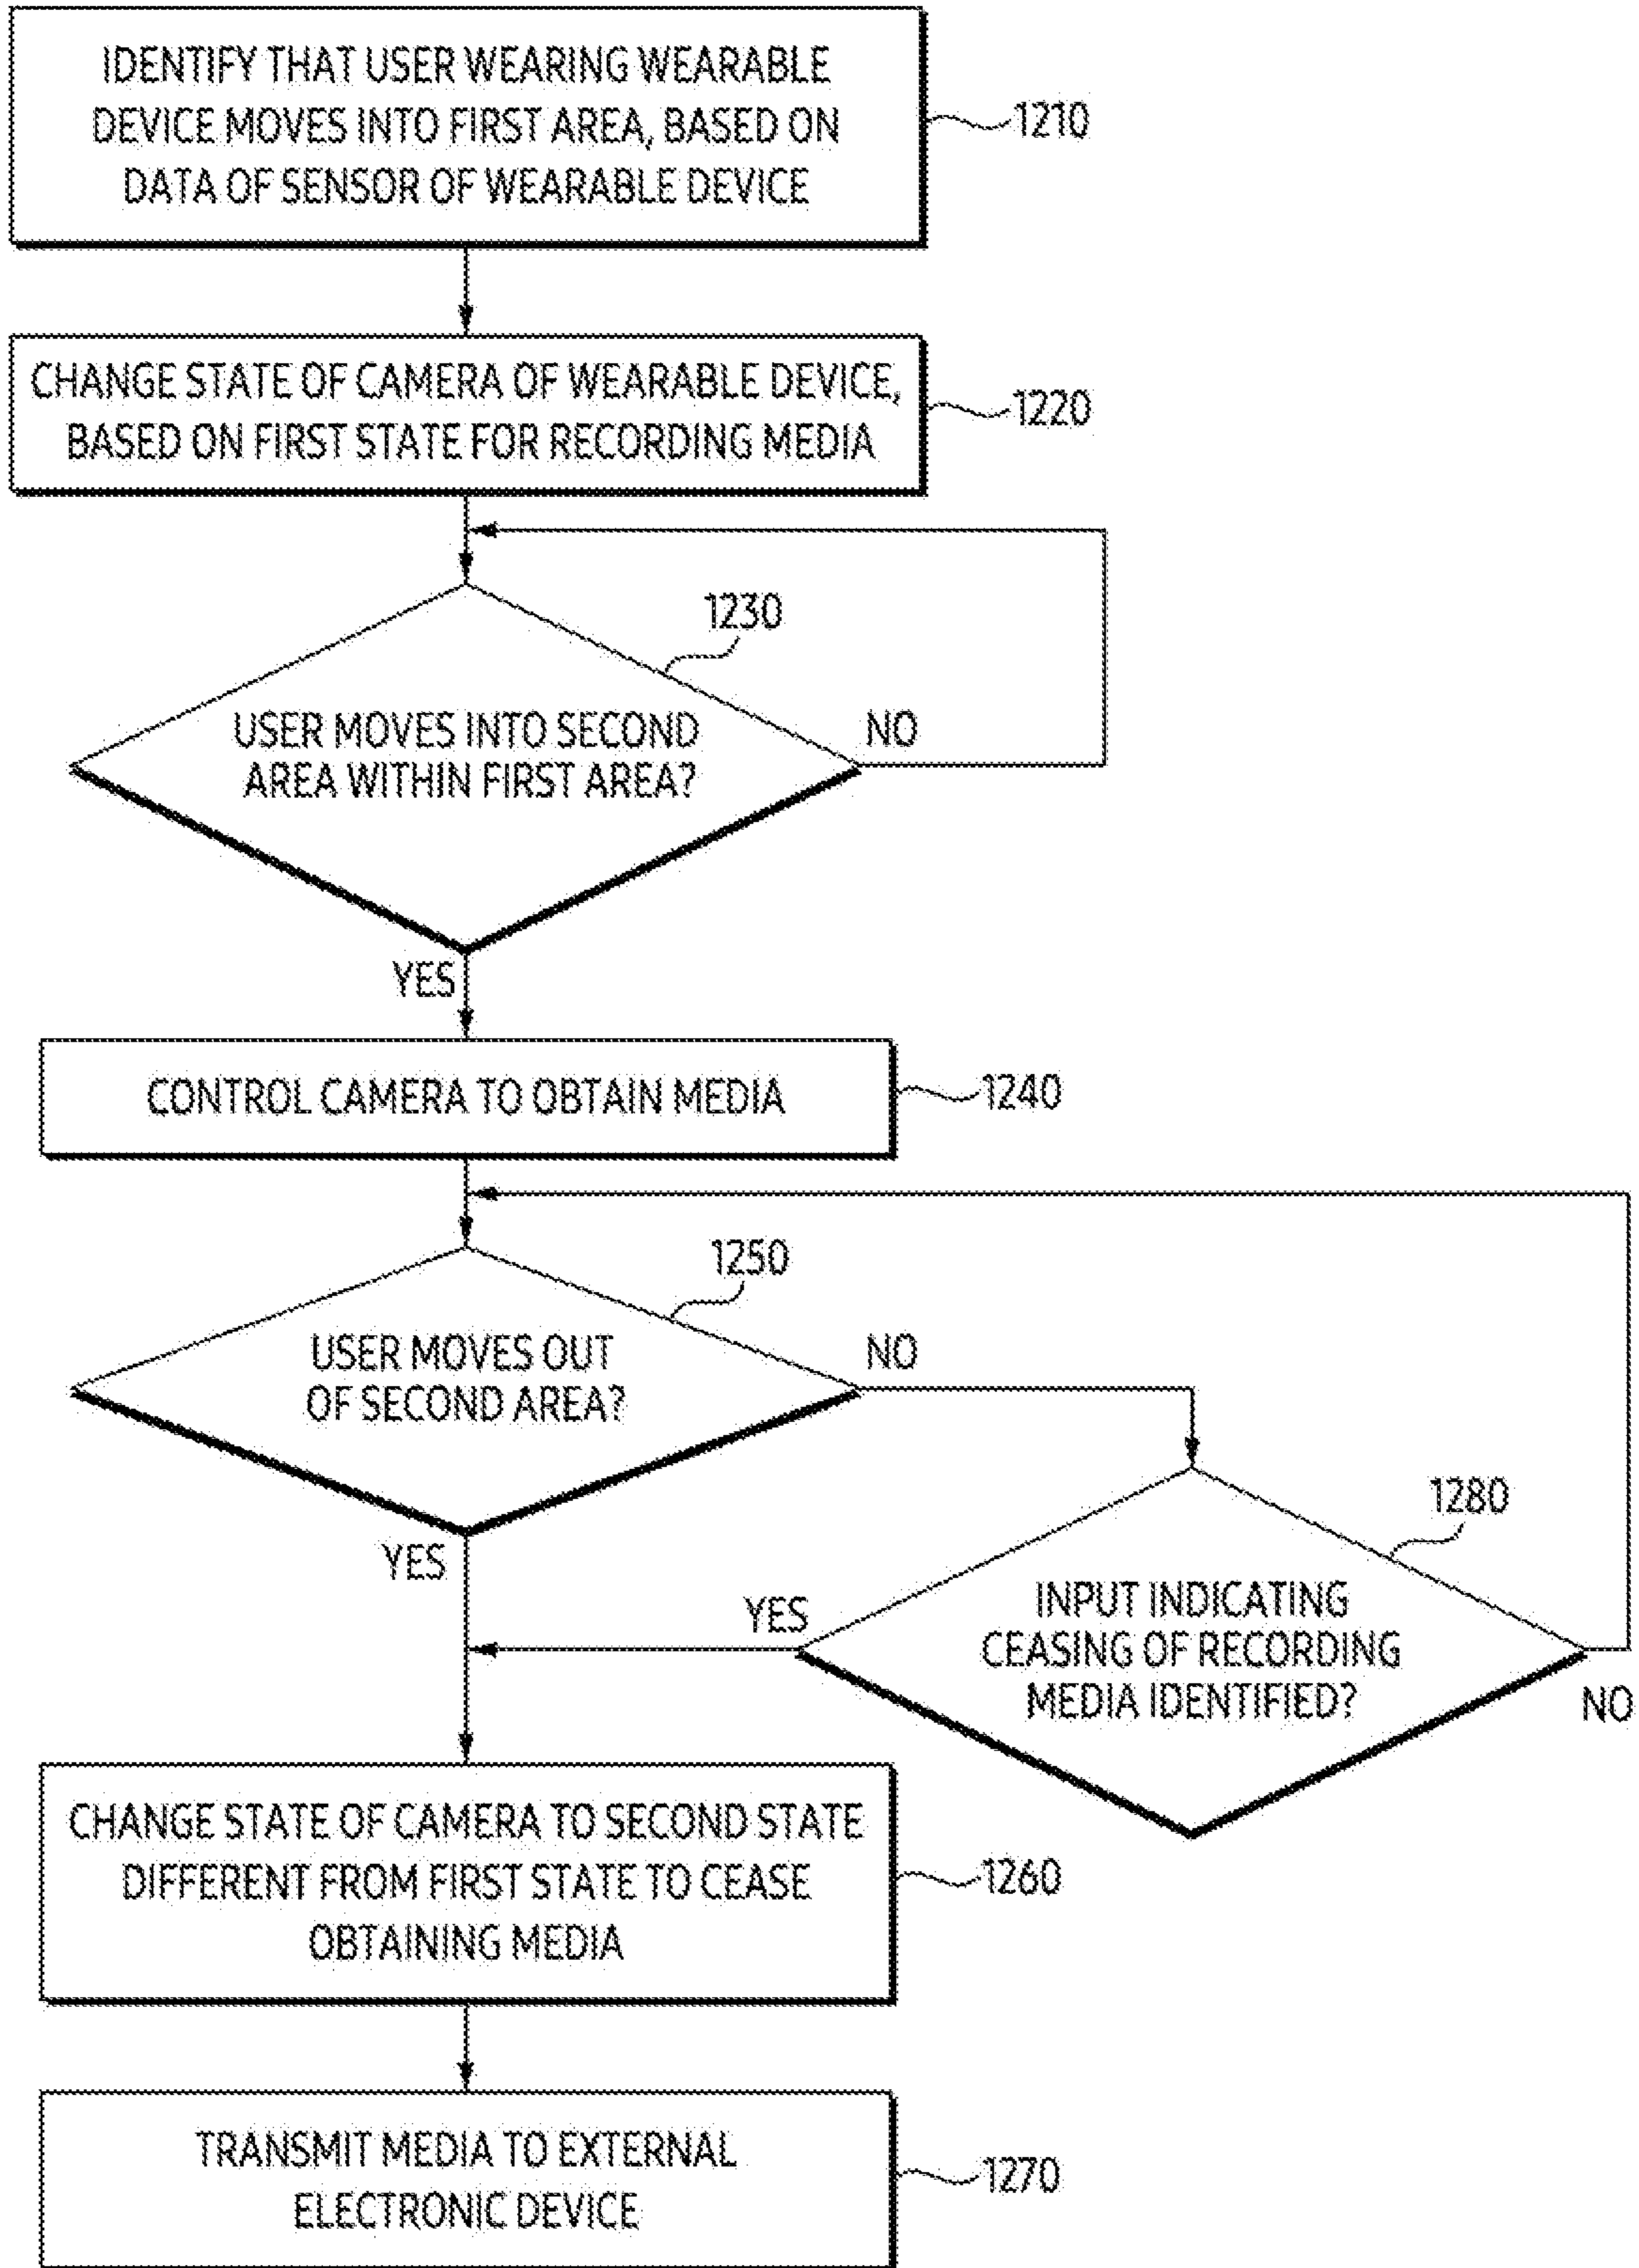 IDENTIFY THAT USER WEARING WEARABLE
DEVICE MOVES INTO FIRST AREA, BASED ON
DATA OF SENSOR OF WEARABLE DEVICE
1210
CHANGE STATE OF CAMERA OF WEARABLE DEVICE,
BASED ON FIRST STATE FOR RECORDING MEDIA
1220
1230
USER MOVES INTO SECOND
AREA WITHIN FIRST AREA?
NO
YES
CONTROL CAMERA TO OBTAIN MEDIA
1240
1250
USER MOVES OUT
OF SECOND AREA?
NO
YES
1280
INPUT INDICATING
CEASING OF RECORDING
MEDIA IDENTIFIED?
YES
NO
CHANGE STATE OF CAMERA TO SECOND STATE
DIFFERENT FROM FIRST STATE TO CEASE
OBTAINING MEDIA
1260
TRANSMIT MEDIA TO EXTERNAL
ELECTRONIC DEVICE
1270